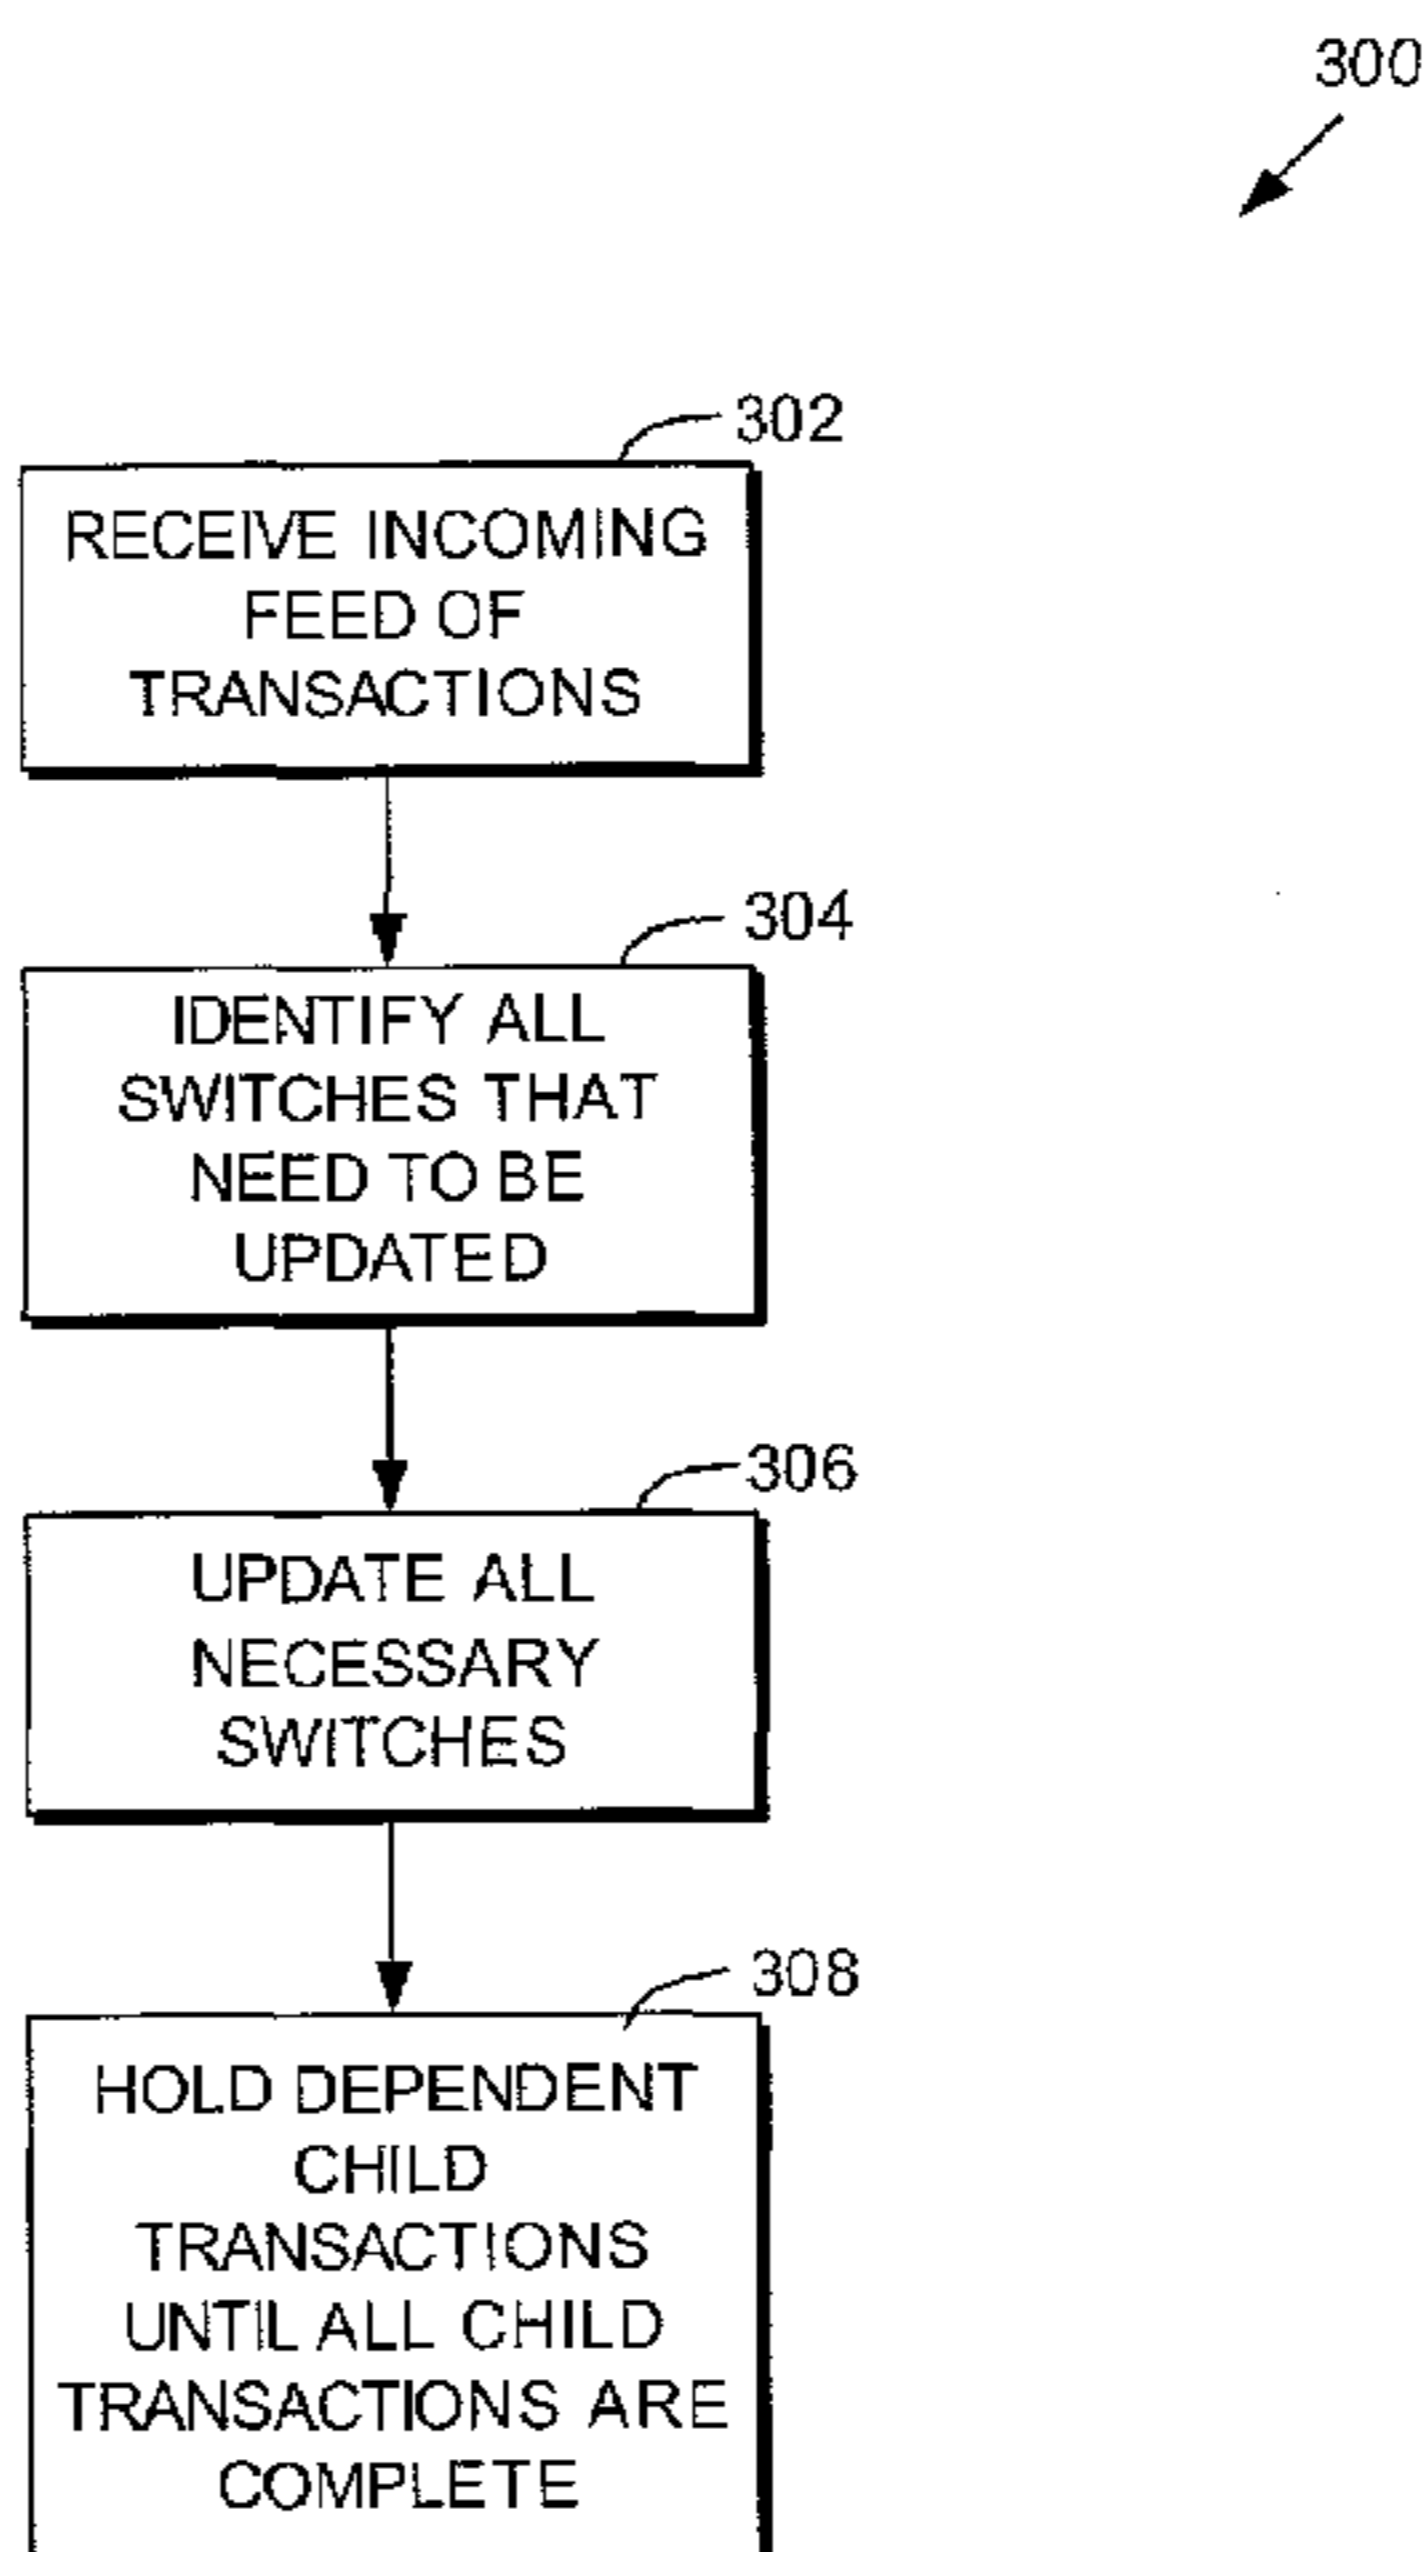 300
302
RECEIVE INCOMING
FEED OF
TRANSACTIONS
304
IDENTIFY ALL
SWITCHES THAT
NEED TO BE
UPDATED
306
UPDATE ALL
NECESSARY
SWITCHES
308
HOLD DEPENDENT
CHILD
TRANSACTIONS
UNTIL ALL CHILD
TRANSACTIONS ARE
COMPLETE